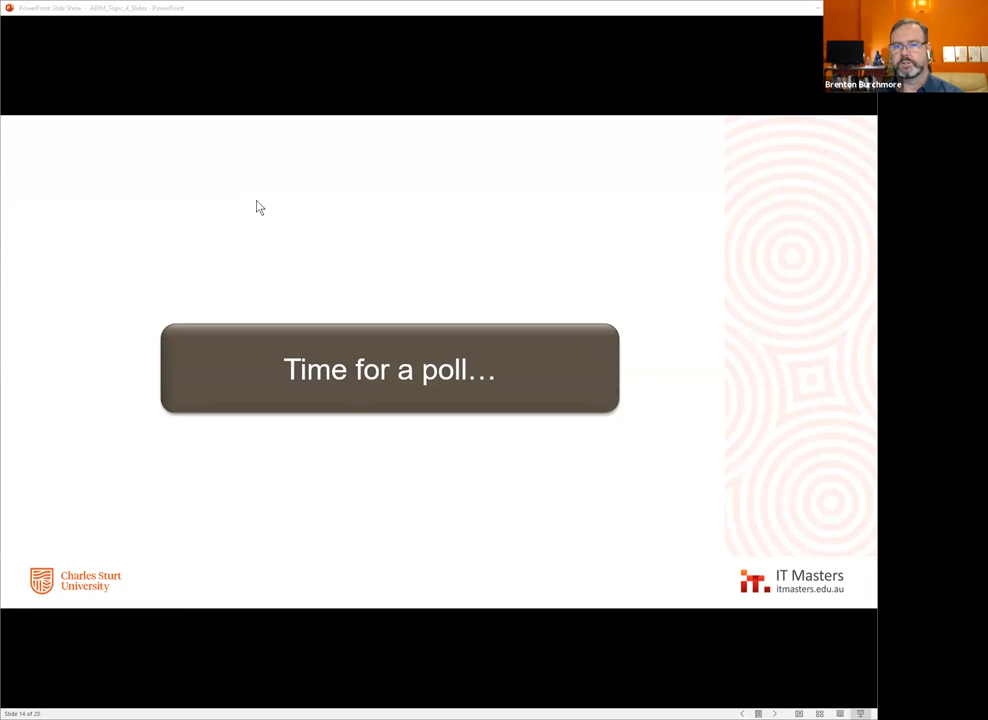 PowerPoint Slide Show - ADIM_Topic_4_Slides - PowerPoint
Brenton Burchmore
Time for a poll...
Charles Sturt
University
IT Masters
itmasters.edu.au
Slide 14 of 20